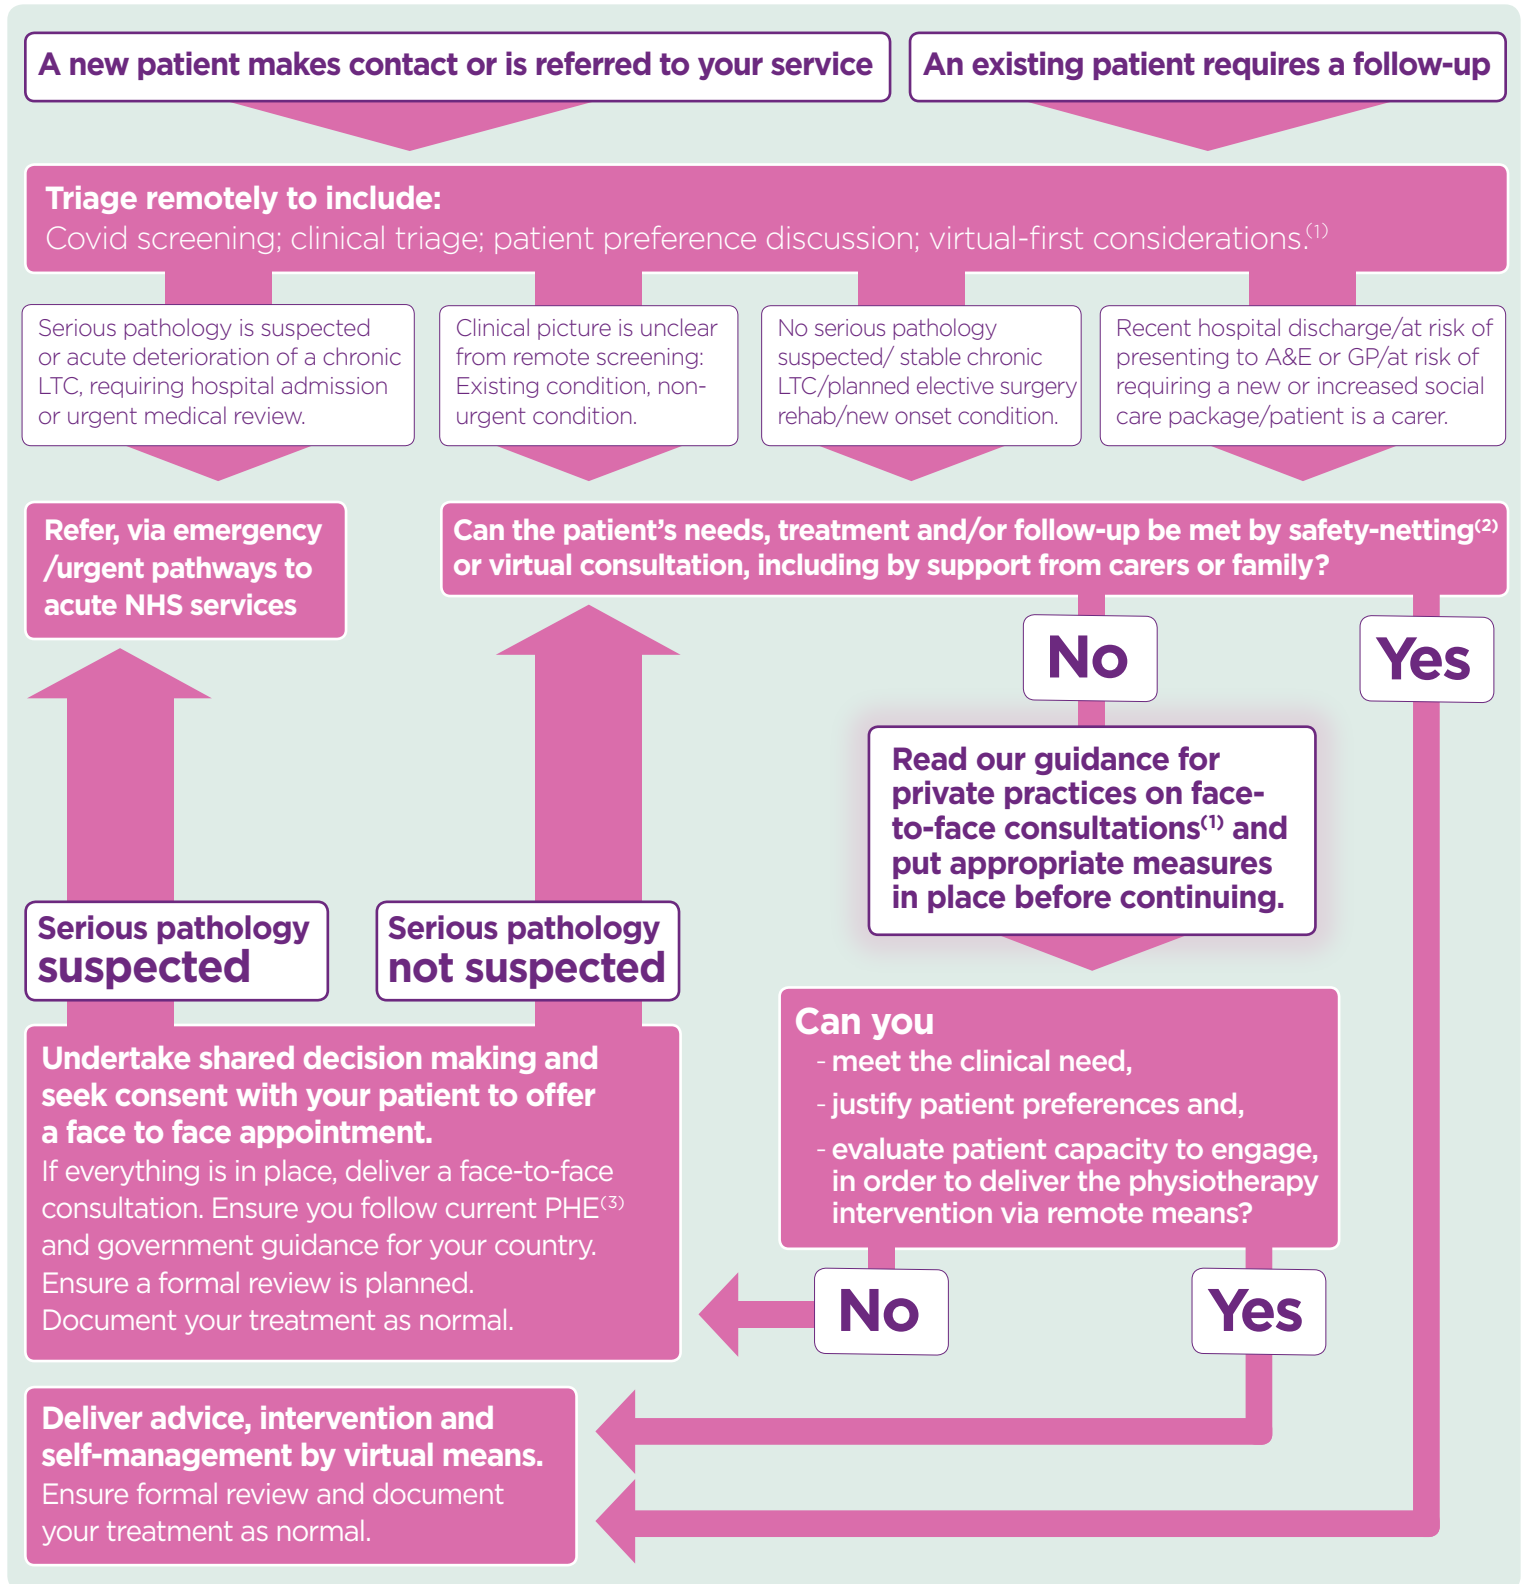 A new patient makes contact or is referred to your service
An existing patient requires a follow-up
Triage remotely to include:
Covid screening; clinical triage; patient preference discussion; virtual-first considerations.(1)
Serious pathology is suspected
or acute deterioration of a chronic
LTC, requiring hospital admission
or urgent medical review.
Clinical picture is unclear
from remote screening:
Existing condition, non-
urgent condition.
No serious pathology
suspected/ stable chronic
LTC/planned elective surgery
rehab/new onset condition.
Recent hospital discharge/at risk of
presenting to A&E or GP/at risk of
requiring a new or increased social
care package/patient is a carer.
Refer, via emergency
/urgent pathways to
acute NHS services
Can the patient's needs, treatment and/or follow-up be met by safety-netting(2)
or virtual consultation, including by support from carers or family?
No
Yes
Read our guidance for
private practices on face-
to-face consultations(1) and
put appropriate measures
in place before continuing.
Serious pathology
suspected
Serious pathology
not suspected
Can you
- meet the clinical need,
- justify patient preferences and,
- evaluate patient capacity to engage,
in order to deliver the physiotherapy
intervention via remote means?
Undertake shared decision making and
seek consent with your patient to offer
a face to face appointment.
If everything is in place, deliver a face-to-face
consultation. Ensure you follow current PHE(3)
and government guidance for your country.
Ensure a formal review is planned.
Document your treatment as normal.
No
Yes
Deliver advice, intervention and
self-management by virtual means.
Ensure formal review and document
your treatment as normal.